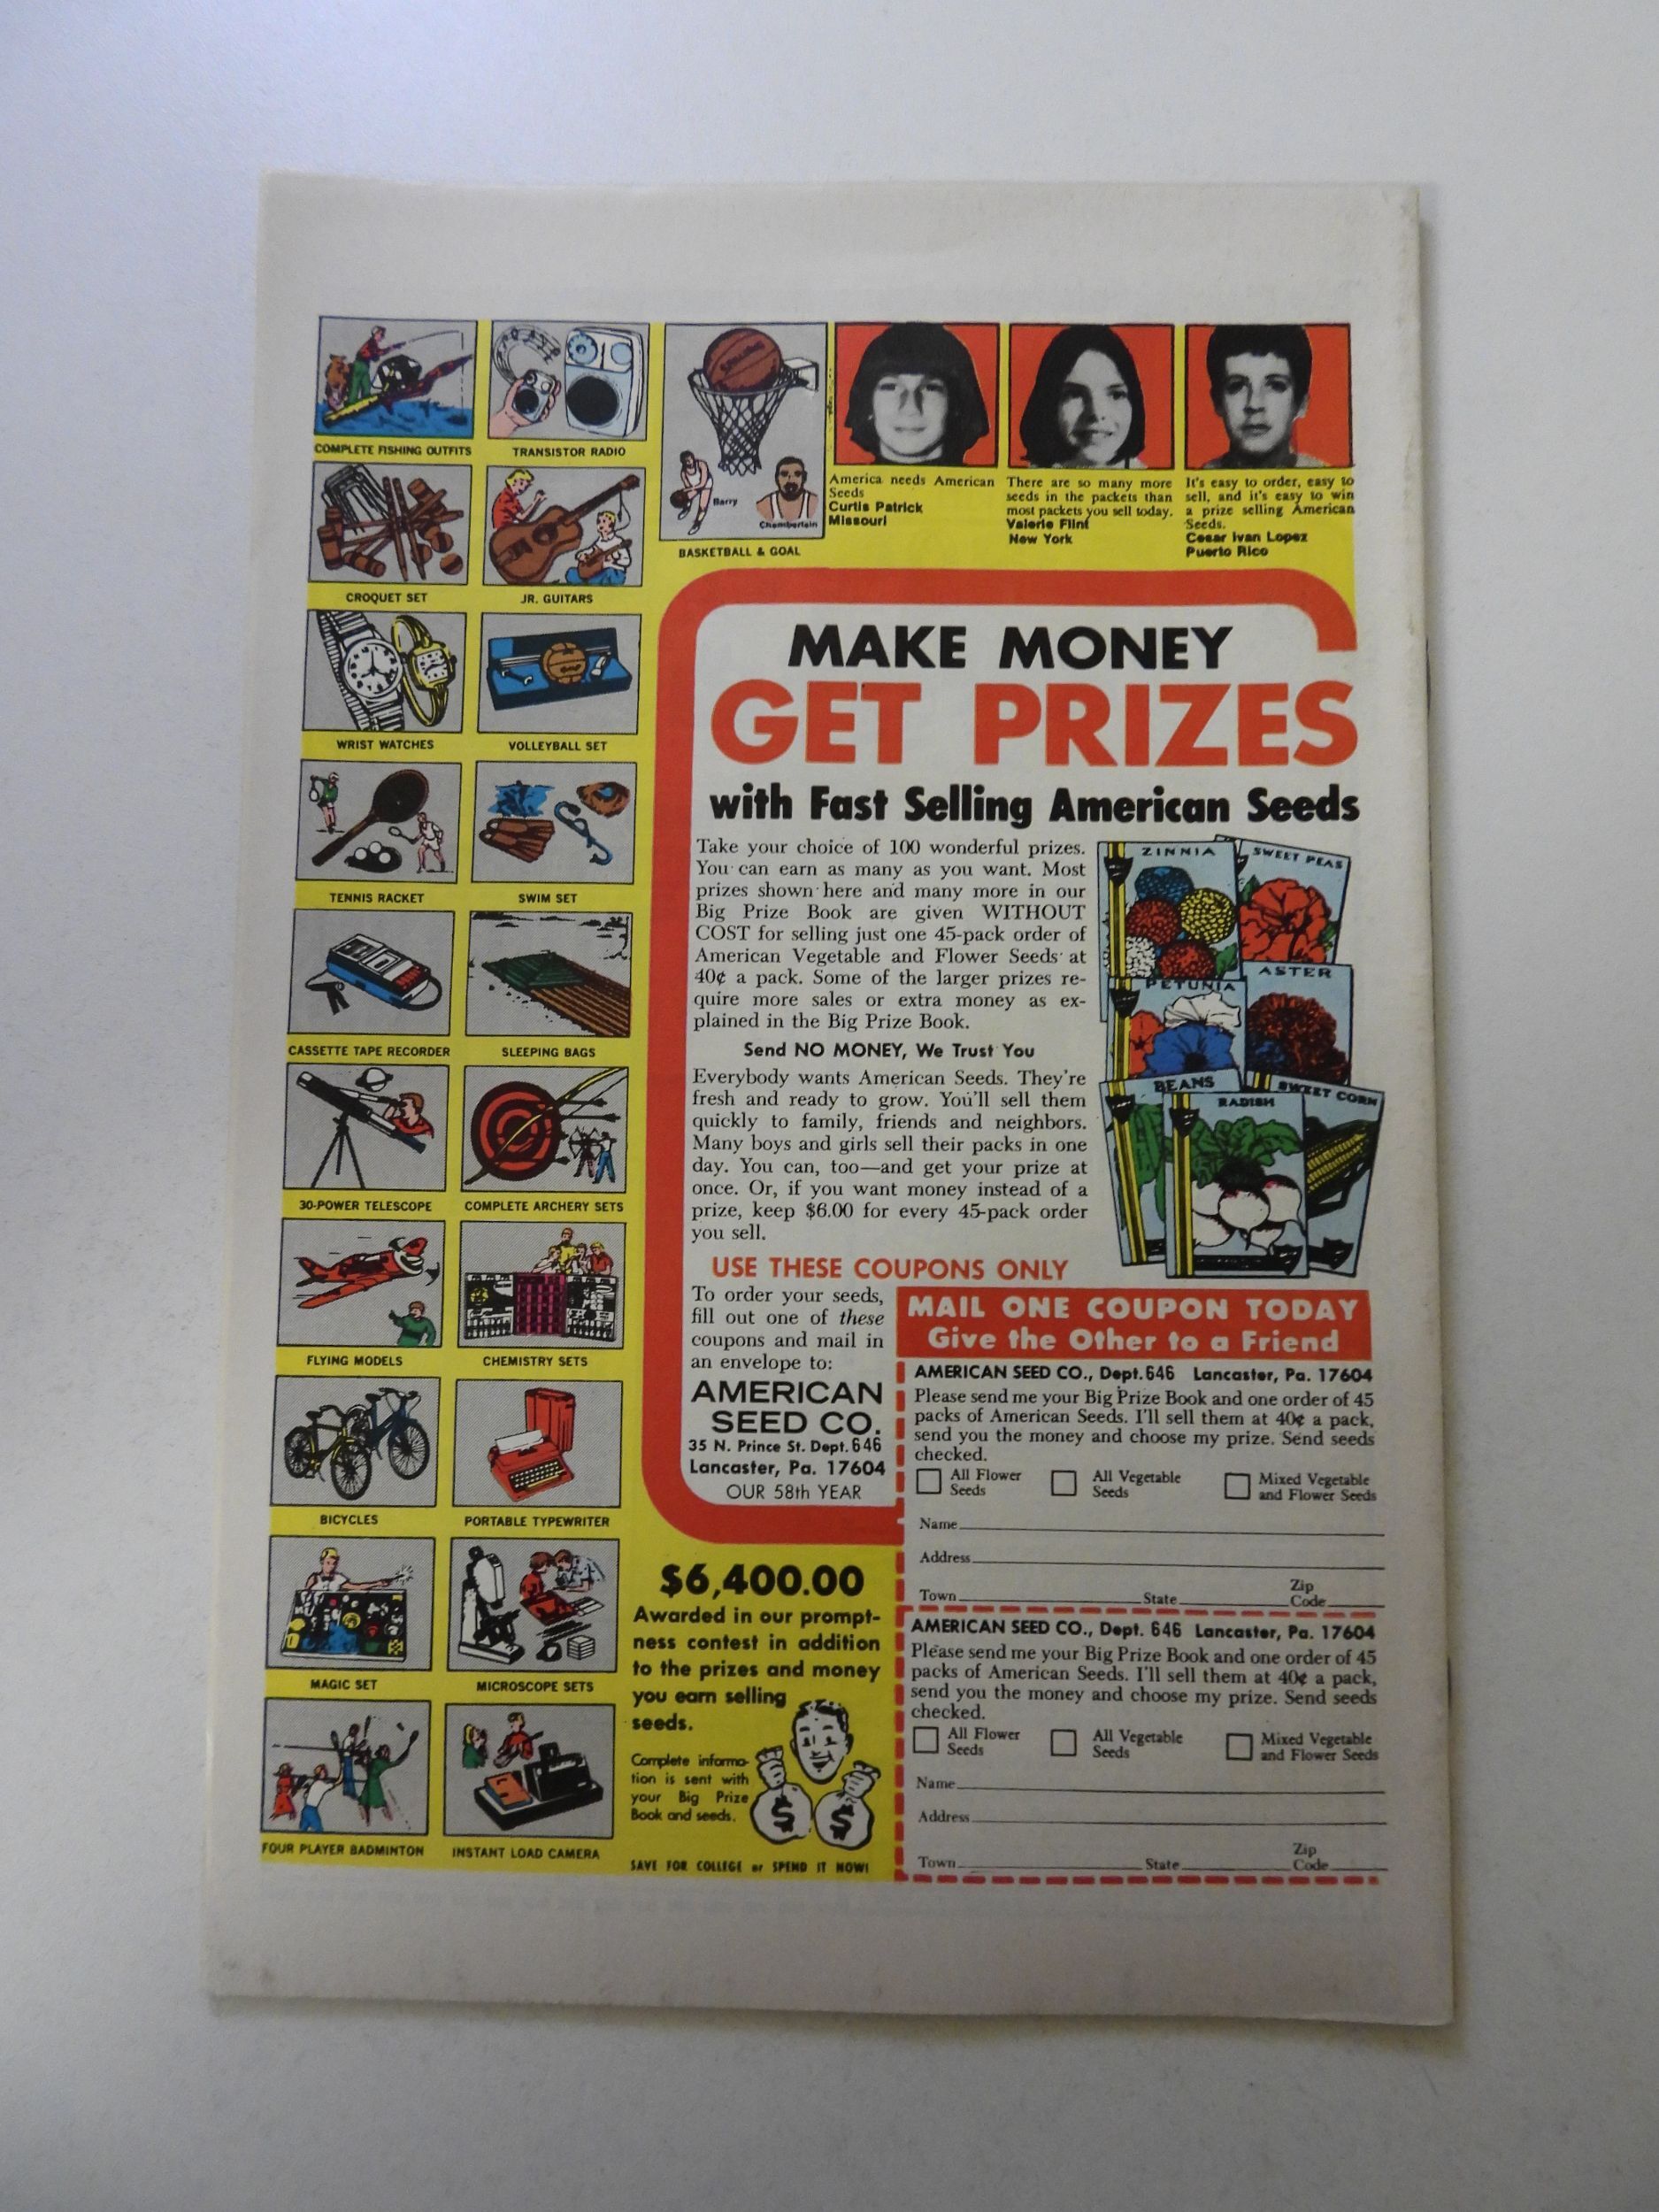 COMPLETE FISHING OUTFITS
TRANSISTOR RADIO
CROQUET SET
JR. GUITARS
WRIST WATCHES
VOLLEYBALL SET
TENNIS RACKET
SWIM SET
CASSETTE TAPE RECORDER
SLEEPING BAGS
30-POWER TELESCOPE
COMPLETE ARCHERY SETS
FLYING MODELS
CHEMISTRY SETS
BICYCLES
PORTABLE TYPEWRITER
MAGIC SET
MICROSCOPE SETS
FOUR PLAYER BADMINTON
INSTANT LOAD CAMERA
SPALDING
Barry
Chamberlain
BASKETBALL & GOAL
America needs American
Seeds
Curtis Patrick
Missouri
There are so many more
seeds in the packets than
most packets you sell today.
Valerie Flint
New York
It's easy to order, easy to
sell, and it's easy to win
a prize selling American
Seeds.
Cesar Ivan Lopez
Puerto Rico
MAKE MONEY
GET PRIZES
with Fast Selling American Seeds
Take your choice of 100 wonderful prizes.
You can earn as many as you want. Most
prizes shown here and many more in our
Big Prize Book are given WITHOUT
COST for selling just one 45-pack order of
American Vegetable and Flower Seeds at
40¢ a pack. Some of the larger prizes re-
quire more sales or extra money as ex-
plained in the Big Prize Book.
Send NO MONEY, We Trust You
Everybody wants American Seeds. They're
fresh and ready to grow. You'll sell them
quickly to family, friends and neighbors.
Many boys and girls sell their packs in one
day. You can, too—and get your prize at
once. Or, if you want money instead of a
prize, keep $6.00 for every 45-pack order
you sell.
ZINNIA
SWEET PEAS
PETUNIA
ASTER
BEANS
RADISH
SWEET CORN
USE THESE COUPONS ONLY
To order your seeds,
fill out one of these
coupons and mail in
an envelope to:
AMERICAN
SEED CO.
35 N. Prince St. Dept. 646
Lancaster, Pa. 17604
OUR 58th YEAR
MAIL ONE COUPON TODAY
Give the Other to a Friend
AMERICAN SEED CO., Dept. 646 Lancaster, Pa. 17604
Please send me your Big Prize Book and one order of 45
packs of American Seeds. I'll sell them at 40¢ a pack,
send you the money and choose my prize. Send seeds
checked.
All Flower
Seeds
All Vegetable
Seeds
Mixed Vegetable
and Flower Seeds
Name
Address
Town State Zip
Code
AMERICAN SEED CO., Dept. 646 Lancaster, Pa. 17604
Please send me your Big Prize Book and one order of 45
packs of American Seeds. I'll sell them at 40¢ a pack,
send you the money and choose my prize. Send seeds
checked.
All Flower
Seeds
All Vegetable
Seeds
Mixed Vegetable
and Flower Seeds
Name
Address
Town State Zip
Code
$6,400.00
Awarded in our prompt-
ness contest in addition
to the prizes and money
you earn selling
seeds.
Complete informa-
tion is sent with
your Big Prize
Book and seeds.
$ $
SAVE FOR COLLEGE or SPEND IT NOW!